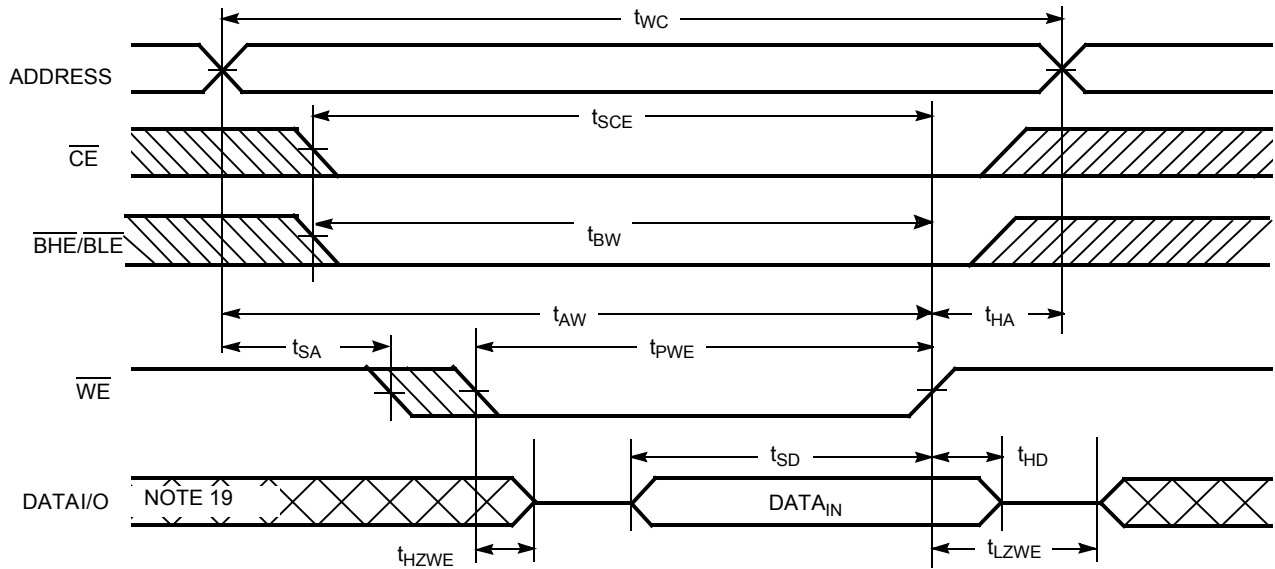 tWC
ADDRESS
tSCE
CE
tBW
BHE/BLE
tAW
tHA
tSA
tPWE
WE
tSD
tHD
DATAI/O
NOTE 19
DATAIN
tHZWE
tLZWE